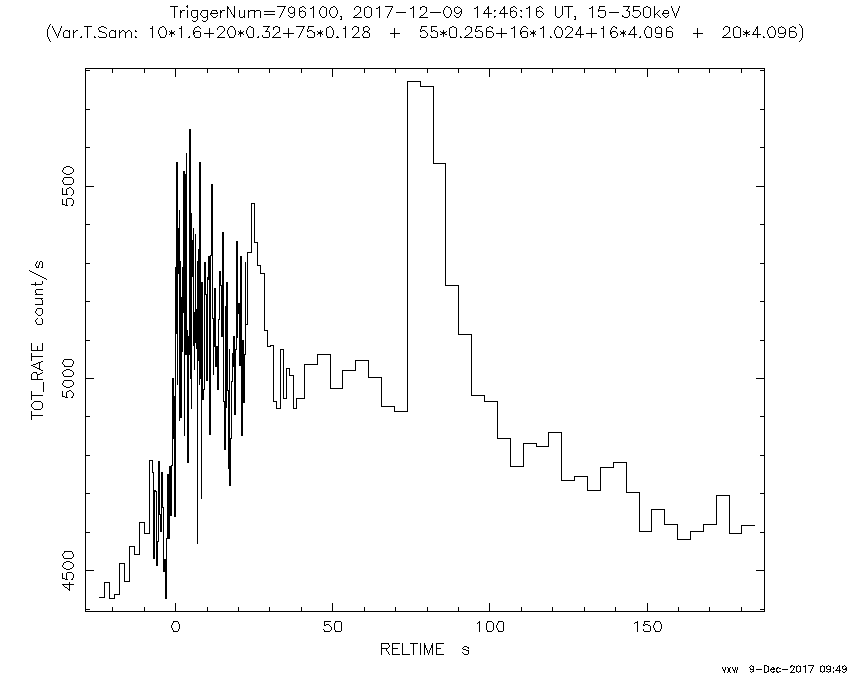 TriggerNum=796100, 2017-12-09 14:46:16 UT, 15-350keV
(Var.T.Sam: 10*1.6+20*0.32+75*0.128 + 55*0.256+16*1.024+16*4.096 + 20*4.096)
5500
5000
4500
TOT_RATE count/s
0 50 100 150
RELTIME s
vxw 9-Dec-2017 09:49